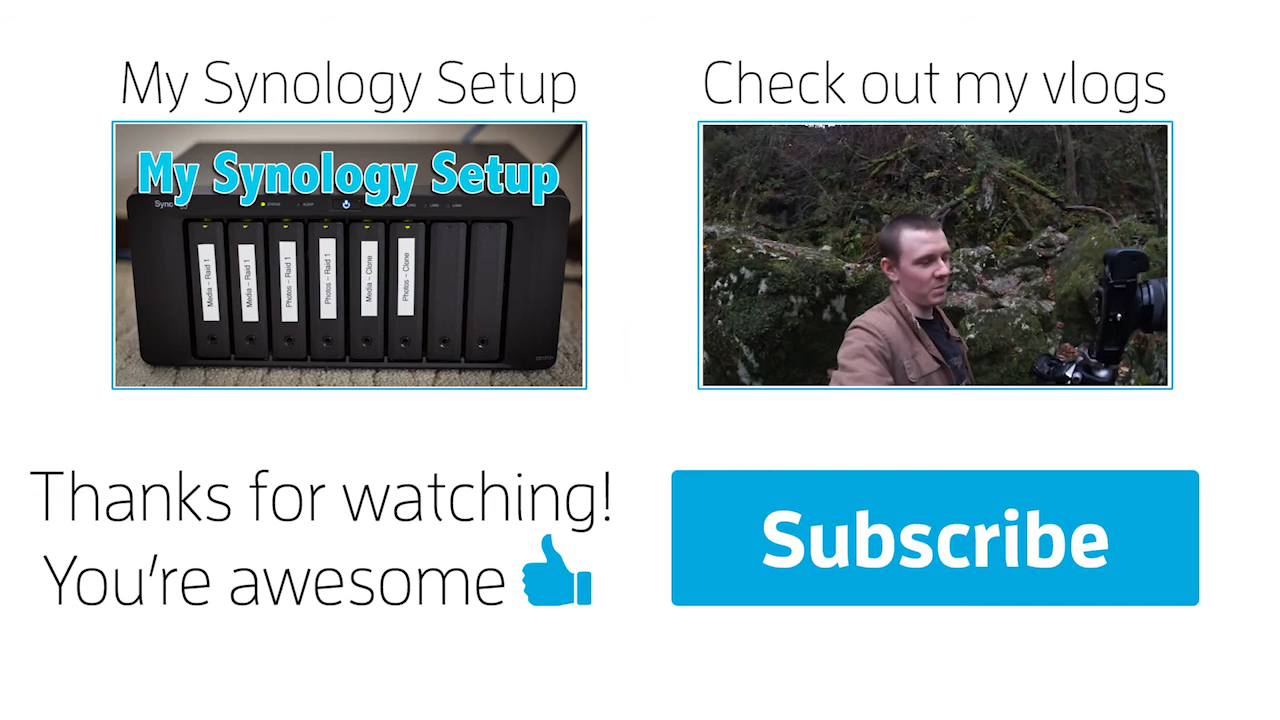 My Synology Setup
Check out my vlogs
My Synology Setup
Media - Raid 1
Media - Raid 1
Photos - Raid 1
Photos - Raid 1
Media - Clone
Photos - Clone
Thanks for watching!
You're awesome
Subscribe